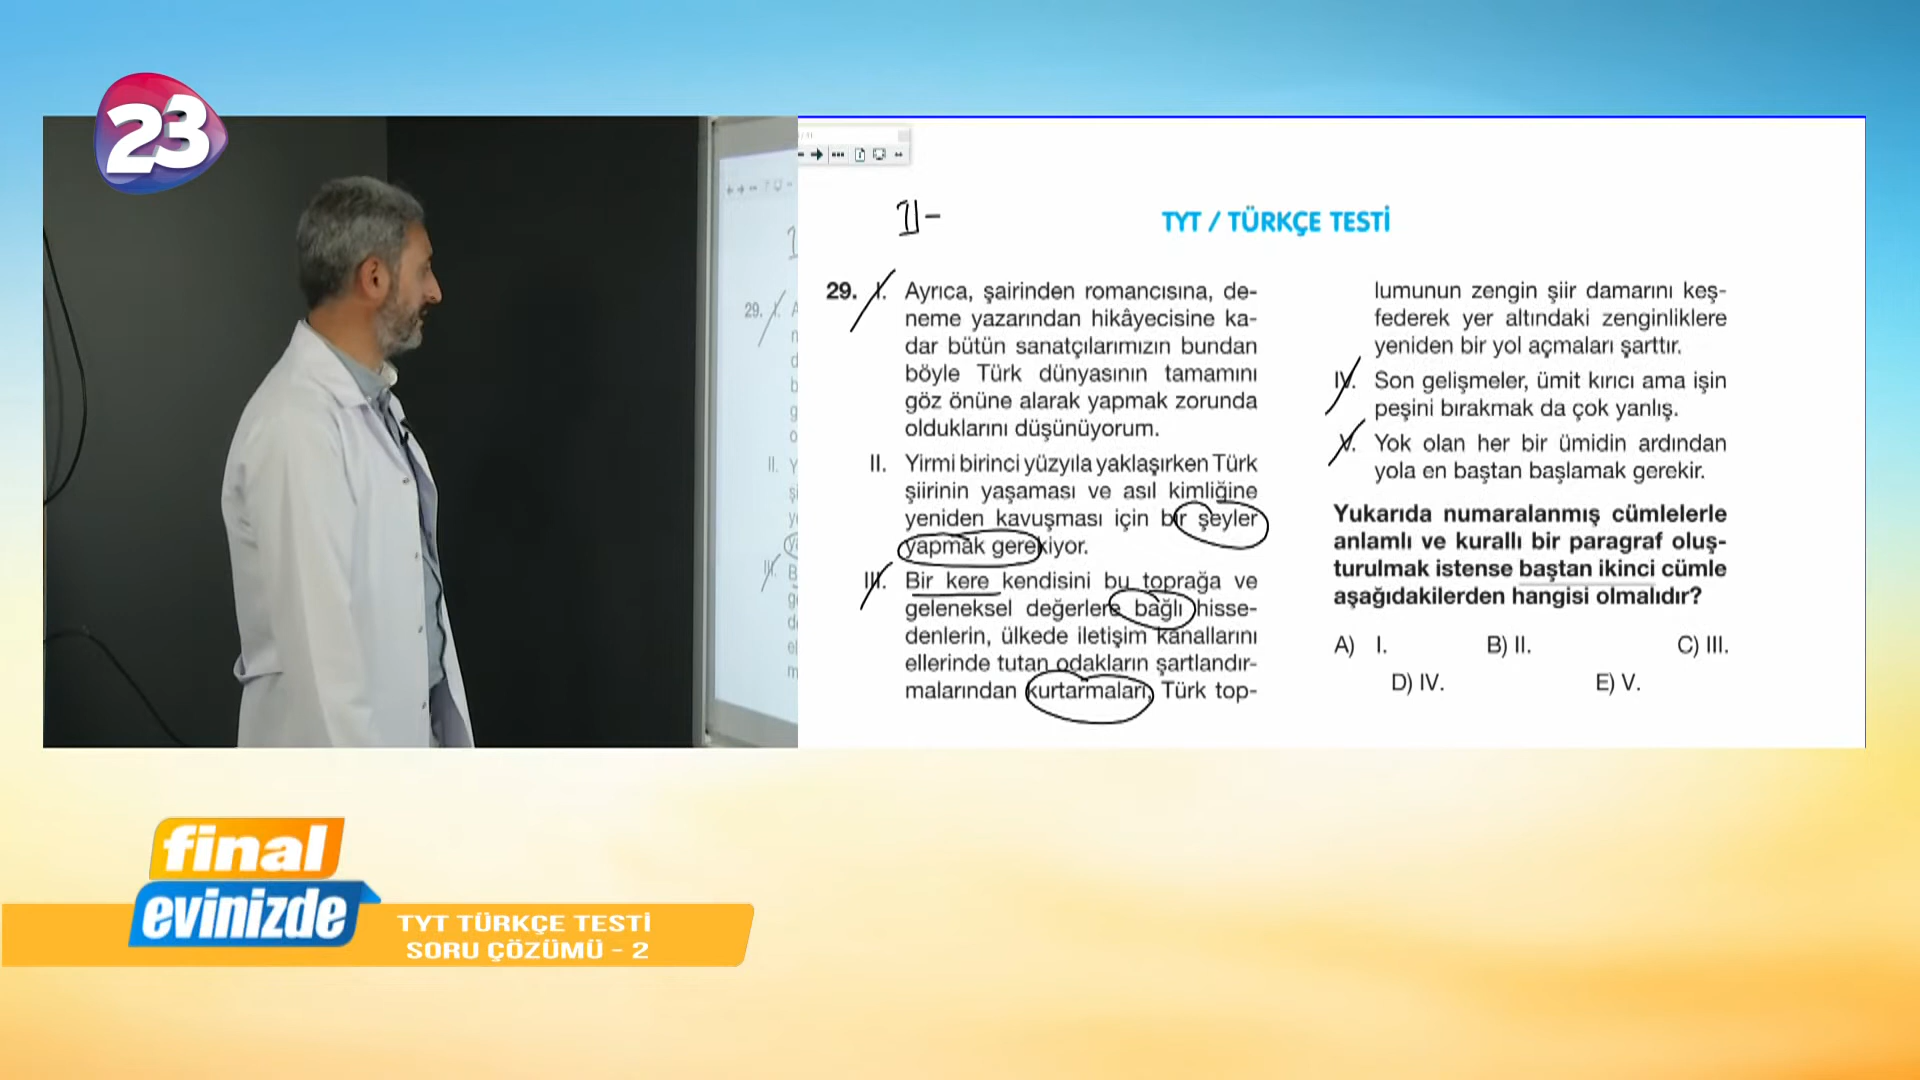 23
II-
TYT / TÜRKÇE TESTİ
29. I. Ayrıca, şairinden romancısına, de-
neme yazarından hikâyecisine ka-
dar bütün sanatçılarımızın bundan
böyle Türk dünyasının tamamını
göz önüne alarak yapmak zorunda
olduklarını düşünüyorum.
II. Yirmi birinci yüzyıla yaklaşırken Türk
şiirinin yaşaması ve asıl kimliğine
yeniden kavuşması için bir şeyler
yapmak gerekiyor.
III. Bir kere kendisini bu toprağa ve
geleneksel değerlere bağlı hisse-
denlerin, ülkede iletişim kanallarını
ellerinde tutan odakların şartlandır-
malarından kurtarmaları, Türk top-
lumunun zengin şiir damarını keş-
federek yer altındaki zenginliklere
yeniden bir yol açmaları şarttır.
IV. Son gelişmeler, ümit kırıcı ama işin
peşini bırakmak da çok yanlış.
V. Yok olan her bir ümidin ardından
yola en baştan başlamak gerekir.
Yukarıda numaralanmış cümlelerle
anlamlı ve kurallı bir paragraf oluş-
turulmak istense baştan ikinci cümle
aşağıdakilerden hangisi olmalıdır?
A) I. B) II. C) III.
D) IV. E) V.
29.
II.
final
evinizde
TYT TÜRKÇE TESTİ
SORU ÇÖZÜMÜ - 2